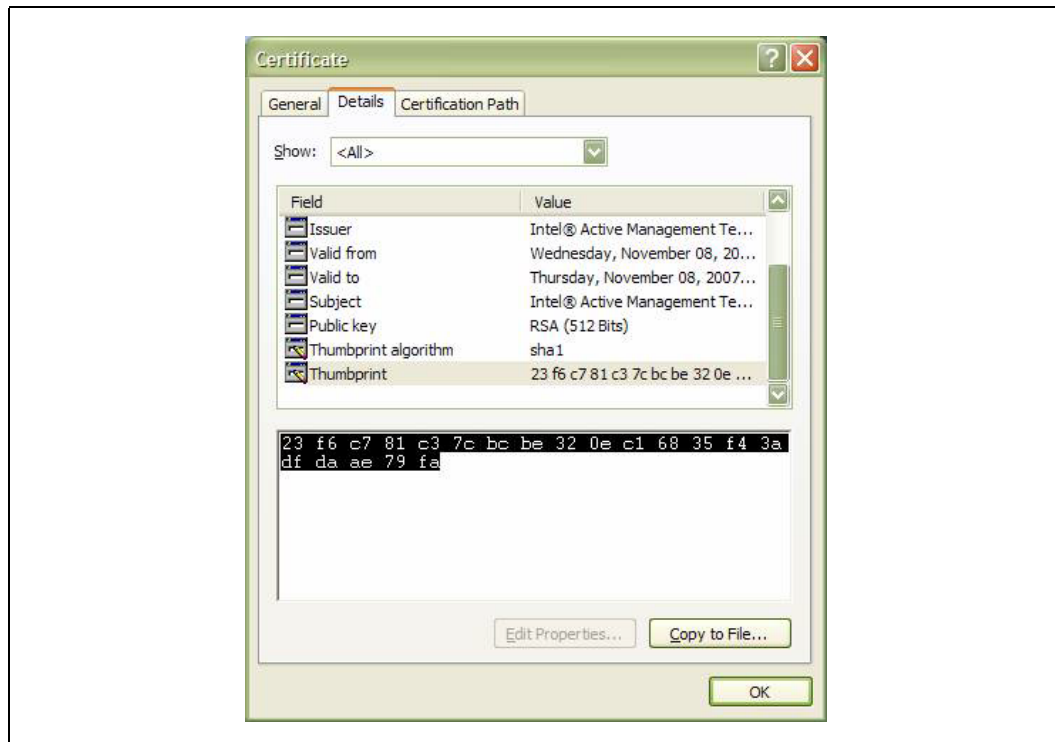 Certificate
General Details Certification Path
Show: <All>
Field Value
Issuer Intel® Active Management Te...
Valid from Wednesday, November 08, 20...
Valid to Thursday, November 08, 2007...
Subject Intel® Active Management Te...
Public key RSA (512 Bits)
Thumbprint algorithm sha1
Thumbprint 23 f6 c7 81 c3 7c bc be 32 0e ...
23 f6 c7 81 c3 7c bc be 32 0e c1 68 35 f4 3a
df da ae 79 fa
Edit Properties... Copy to File...
OK